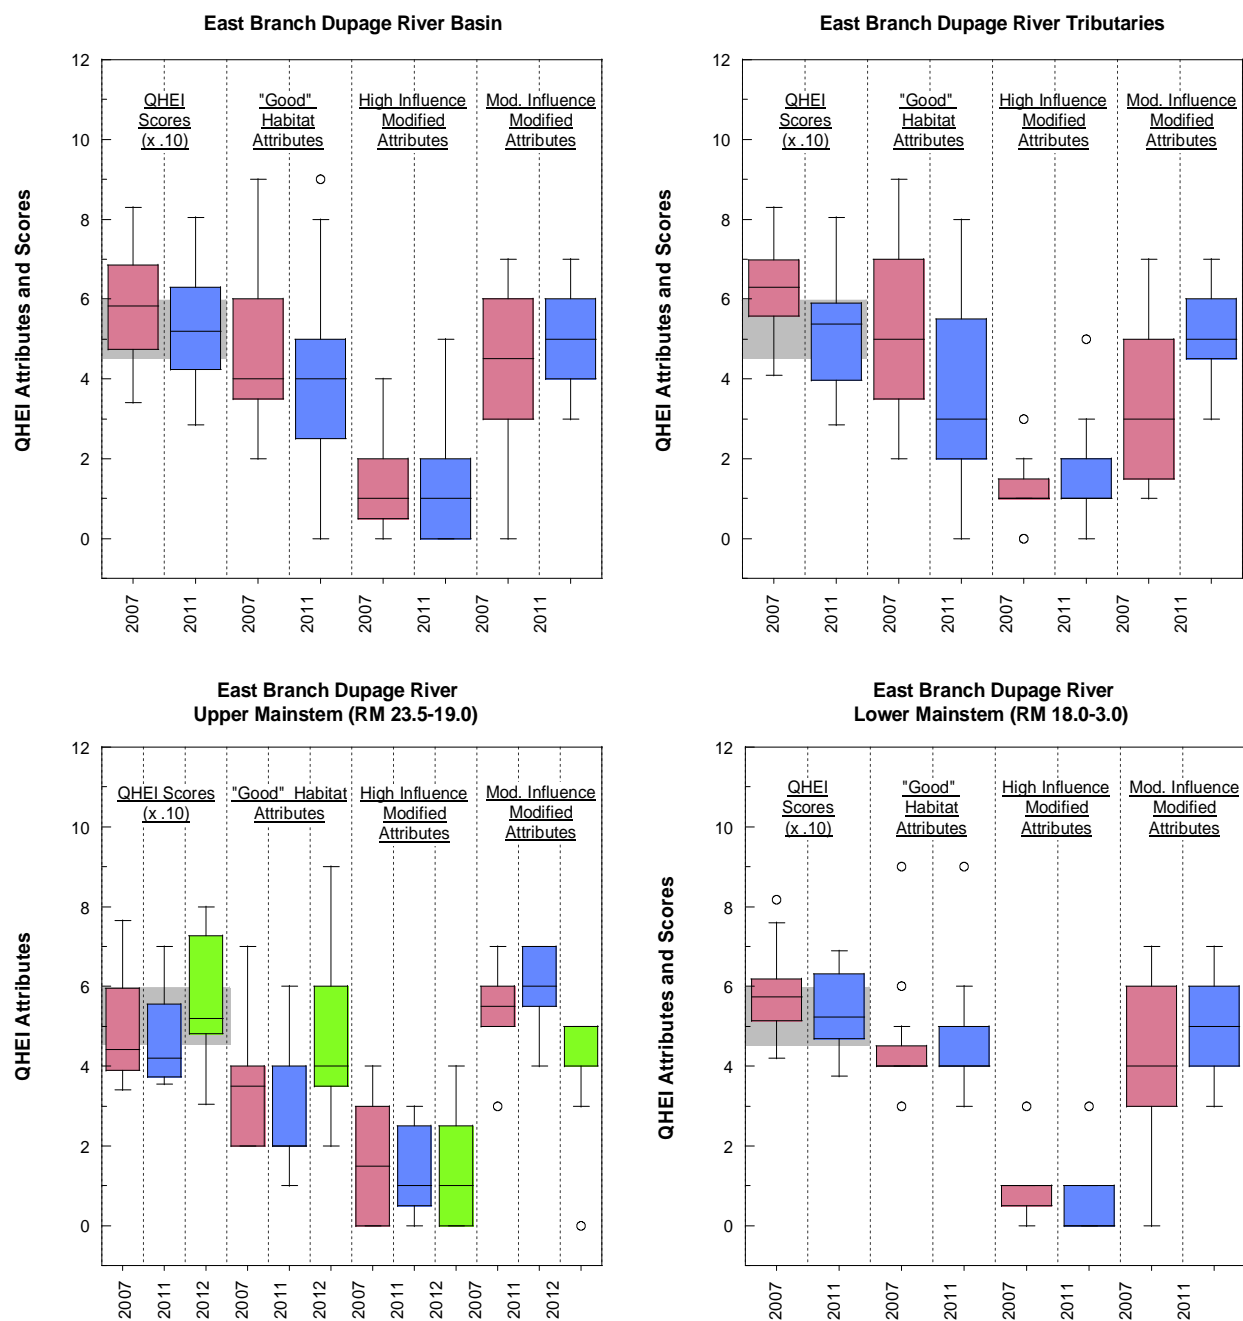 East Branch Dupage River Basin
12
10
8
6
4
2
0
QHEI Attributes and Scores
QHEI
Scores
(x .10)
"Good"
Habitat
Attributes
High Influence
Modified
Attributes
Mod. Influence
Modified
Attributes
2007
2011
2007
2011
2007
2011
2007
2011
East Branch Dupage River Tributaries
12
10
8
6
4
2
0
QHEI Attributes and Scores
QHEI
Scores
(x .10)
"Good"
Habitat
Attributes
High Influence
Modified
Attributes
Mod. Influence
Modified
Attributes
2007
2011
2007
2011
2007
2011
2007
2011
East Branch Dupage River
Upper Mainstem (RM 23.5-19.0)
12
10
8
6
4
2
0
QHEI Attributes
QHEI Scores
(x .10)
"Good" Habitat
Attributes
High Influence
Modified
Attributes
Mod. Influence
Modified
Attributes
2007
2011
2012
2007
2011
2012
2007
2011
2012
2007
2011
2012
East Branch Dupage River
Lower Mainstem (RM 18.0-3.0)
12
10
8
6
4
2
0
QHEI Attributes and Scores
QHEI
Scores
(x .10)
"Good"
Habitat
Attributes
High Influence
Modified
Attributes
Mod. Influence
Modified
Attributes
2007
2011
2007
2011
2007
2011
2007
2011